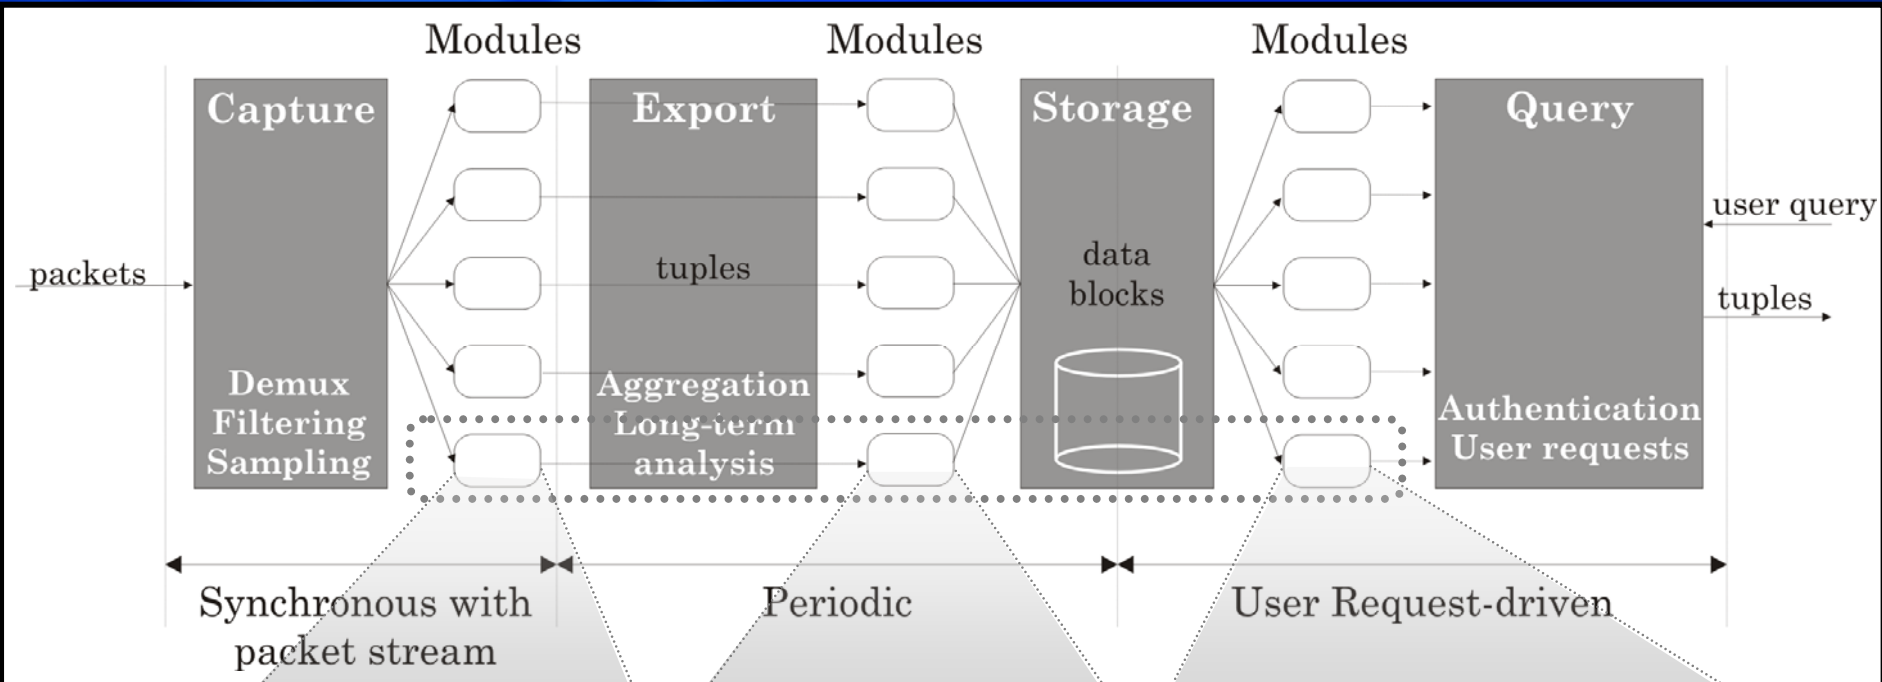 Modules
Modules
Modules
Capture
Export
Storage
Query
packets
tuples
data
blocks
user query
tuples
Demux
Filtering
Sampling
Aggregation
Long-term
analysis
Authentication
User requests
Synchronous with
packet stream
Periodic
User Request-driven